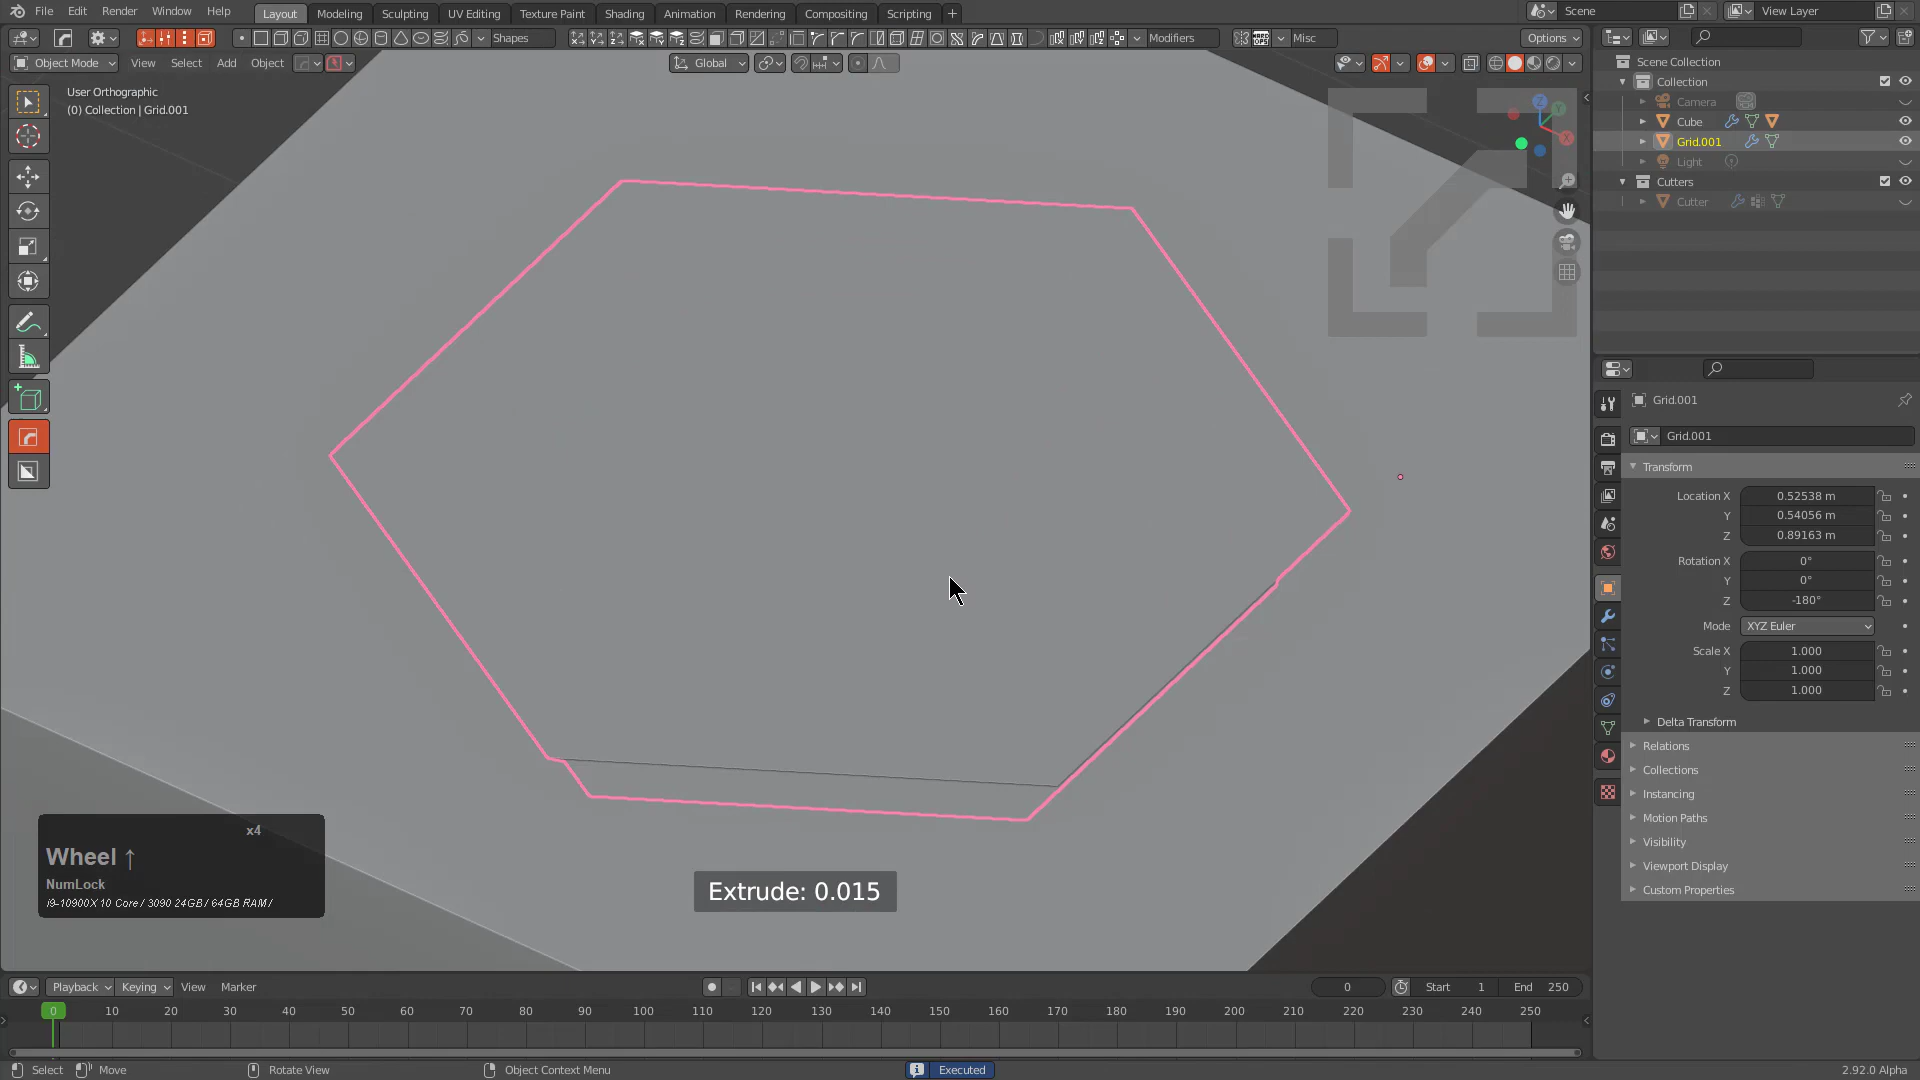 File Edit Render Window Help Layout Modeling Sculpting UV Editing Texture Paint Shading Animation Rendering Compositing Scripting + Scene View Layer
Shapes Modifiers Misc Options
Object Mode View Select Add Object Global
User Orthographic
(0) Collection | Grid.001
Z
Y
X
Scene Collection
Collection
Camera
Cube
Grid.001
Light
Cutters
Cutter
Grid.001
Grid.001
Transform
Location X 0.52538 m
Y 0.54056 m
Z 0.89163 m
Rotation X 0°
Y 0°
Z -180°
Mode XYZ Euler
Scale X 1.000
Y 1.000
Z 1.000
Delta Transform
Relations
Collections
Instancing
Motion Paths
Visibility
Viewport Display
Custom Properties
x4
Wheel ↑
NumLock
i9-10900X 10 Core / 3090 24GB / 64GB RAM /
Extrude: 0.015
Playback Keying View Marker 0 Start 1 End 250
0 10 20 30 40 50 60 70 80 90 100 110 120 130 140 150 160 170 180 190 200 210 220 230 240 250
Select Move Rotate View Object Context Menu Executed 2.92.0 Alpha